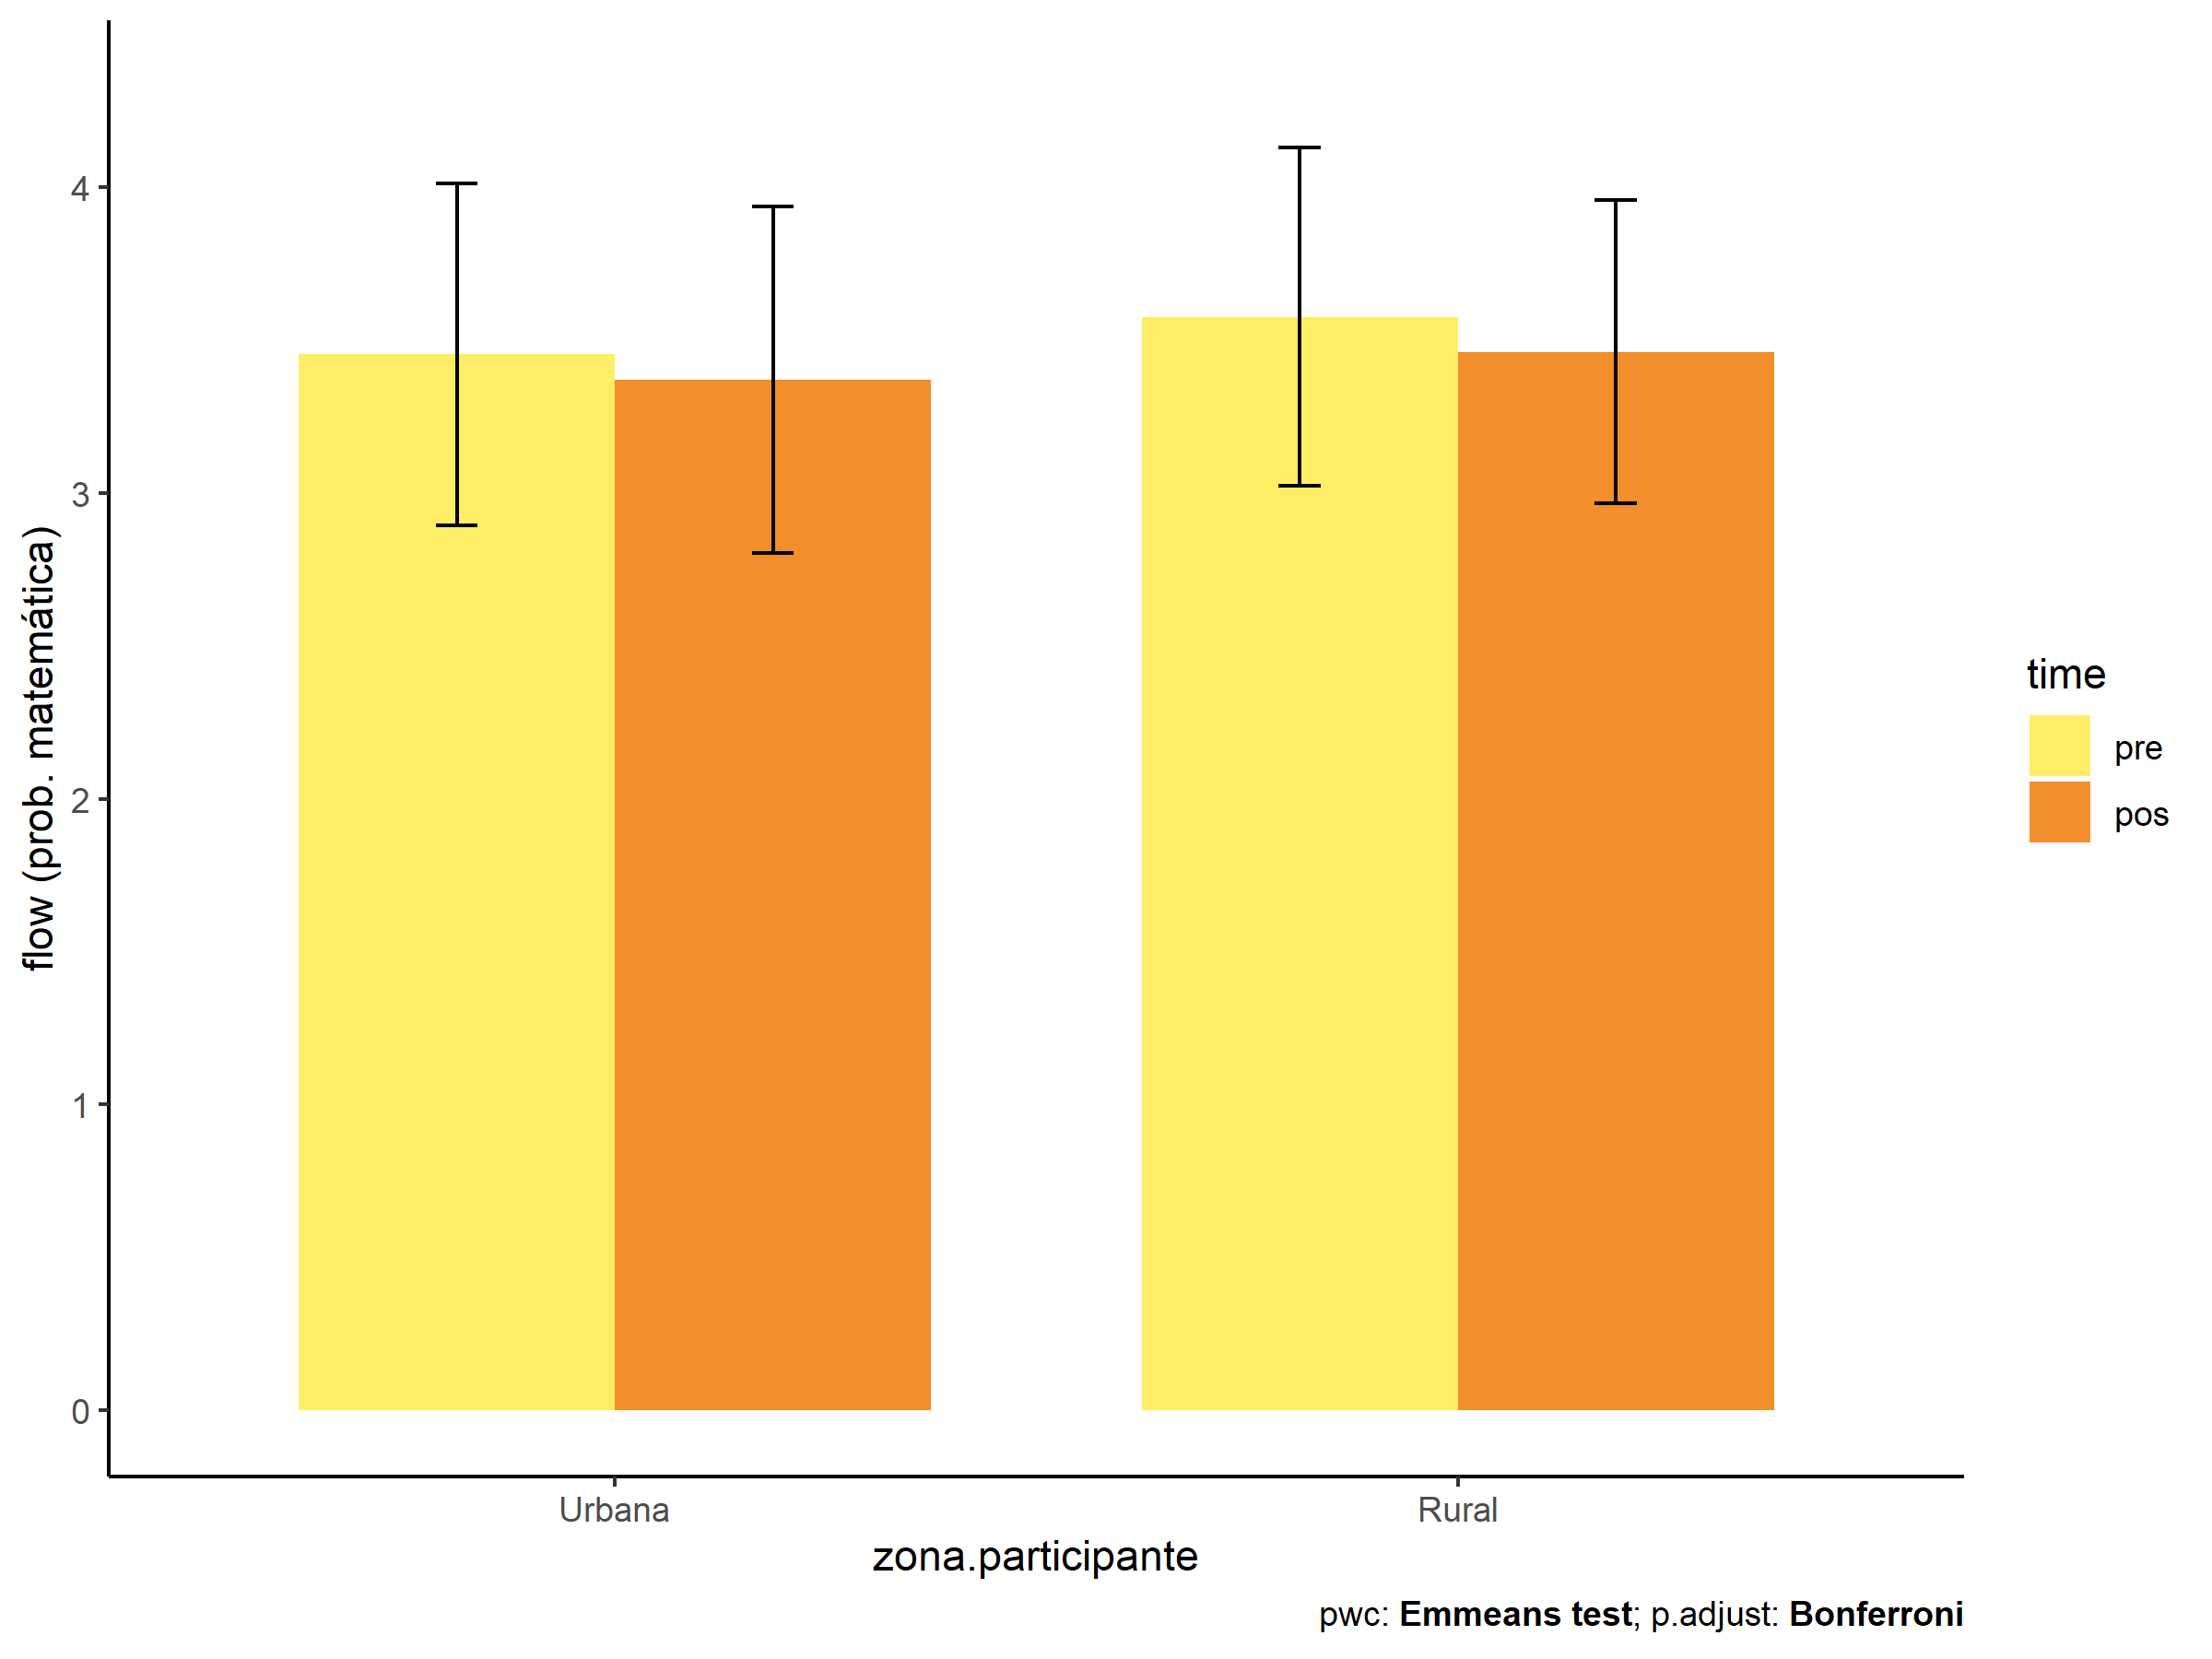 flow (prob. matemática)
4
3
2
1
0
Urbana
Rural
zona.participante
time
pre
pos
pwc: Emmeans test; p.adjust: Bonferroni